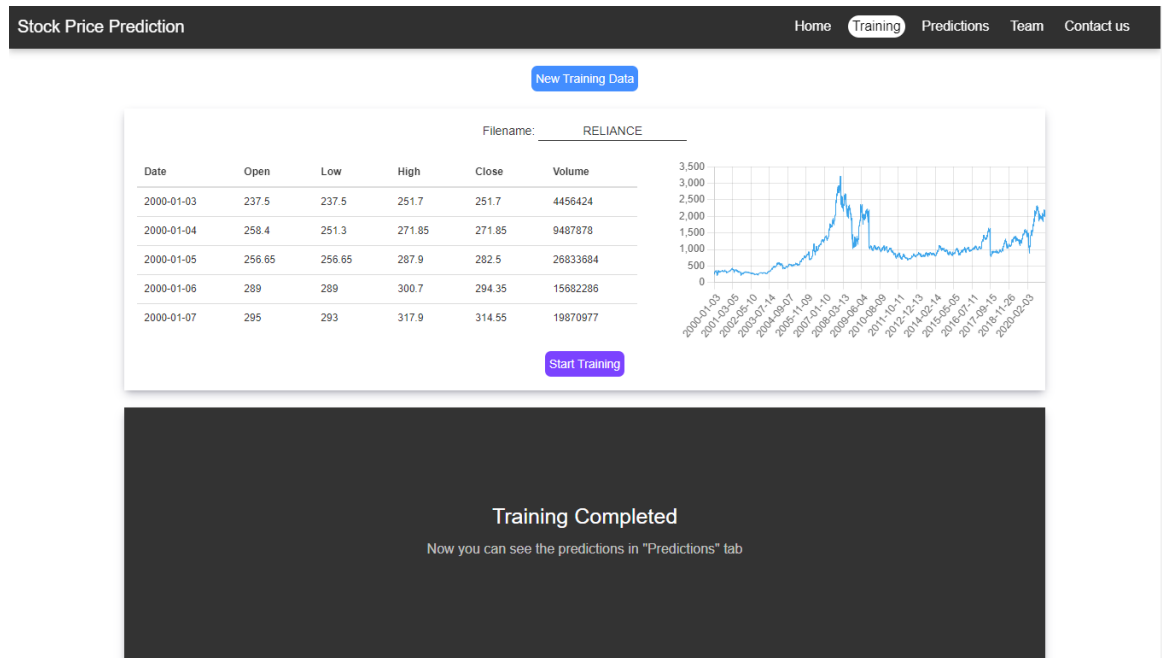 Stock Price Prediction Home Training Predictions Team Contact us
New Training Data
Filename: RELIANCE
Date Open Low High Close Volume
2000-01-03 237.5 237.5 251.7 251.7 4456424
2000-01-04 258.4 251.3 271.85 271.85 9487878
2000-01-05 256.65 256.65 287.9 282.5 26833684
2000-01-06 289 289 300.7 294.35 15682286
2000-01-07 295 293 317.9 314.55 19870977
3,500
3,000
2,500
2,000
1,500
1,000
500
0
2000-01-03
2001-03-05
2002-05-10
2003-07-14
2004-09-07
2005-11-09
2007-01-10
2008-03-13
2009-06-04
2010-08-09
2011-10-11
2012-12-13
2014-02-14
2015-05-05
2016-07-11
2017-09-15
2018-11-26
2020-02-03
Start Training
Training Completed
Now you can see the predictions in "Predictions" tab